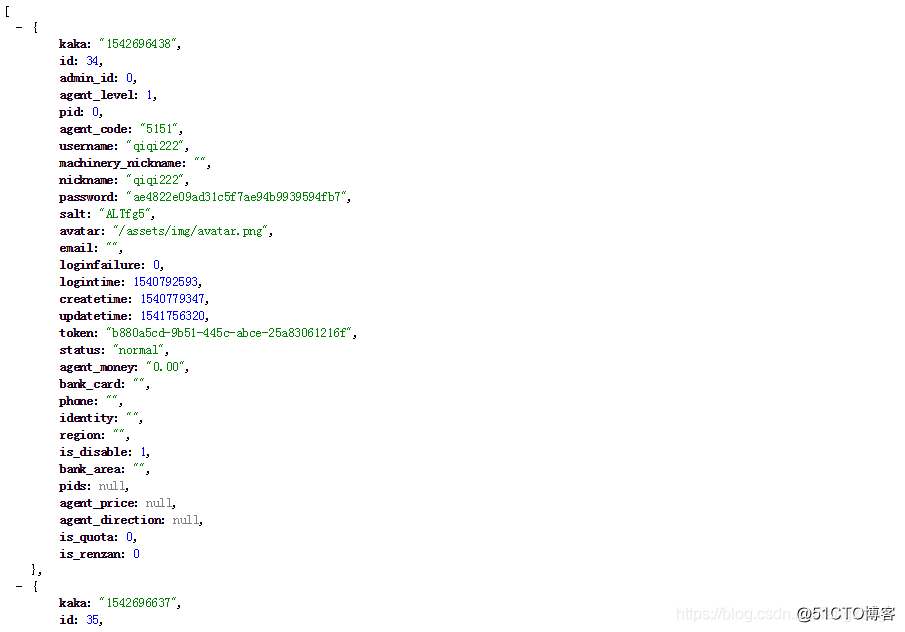 [
- {
kaka: "1542696438",
id: 34,
admin_id: 0,
agent_level: 1,
pid: 0,
agent_code: "5151",
username: "qiqi222",
machinery_nickname: "",
nickname: "qiqi222",
password: "ae4822e09ad31c5f7ae94b9939594fb7",
salt: "ALTfg5",
avatar: "/assets/img/avatar.png",
email: "",
loginfailure: 0,
logintime: 1540792593,
createtime: 1540779347,
updatetime: 1541756320,
token: "b880a5cd-9b51-445c-abce-25a83061216f",
status: "normal",
agent_money: "0.00",
bank_card: "",
phone: "",
identity: "",
region: "",
is_disable: 1,
bank_area: "",
pids: null,
agent_price: null,
agent_direction: null,
is_quota: 0,
is_renzan: 0
},
- {
kaka: "1542696637",
id: 35,
https://blog.csdn. @51CTO博客